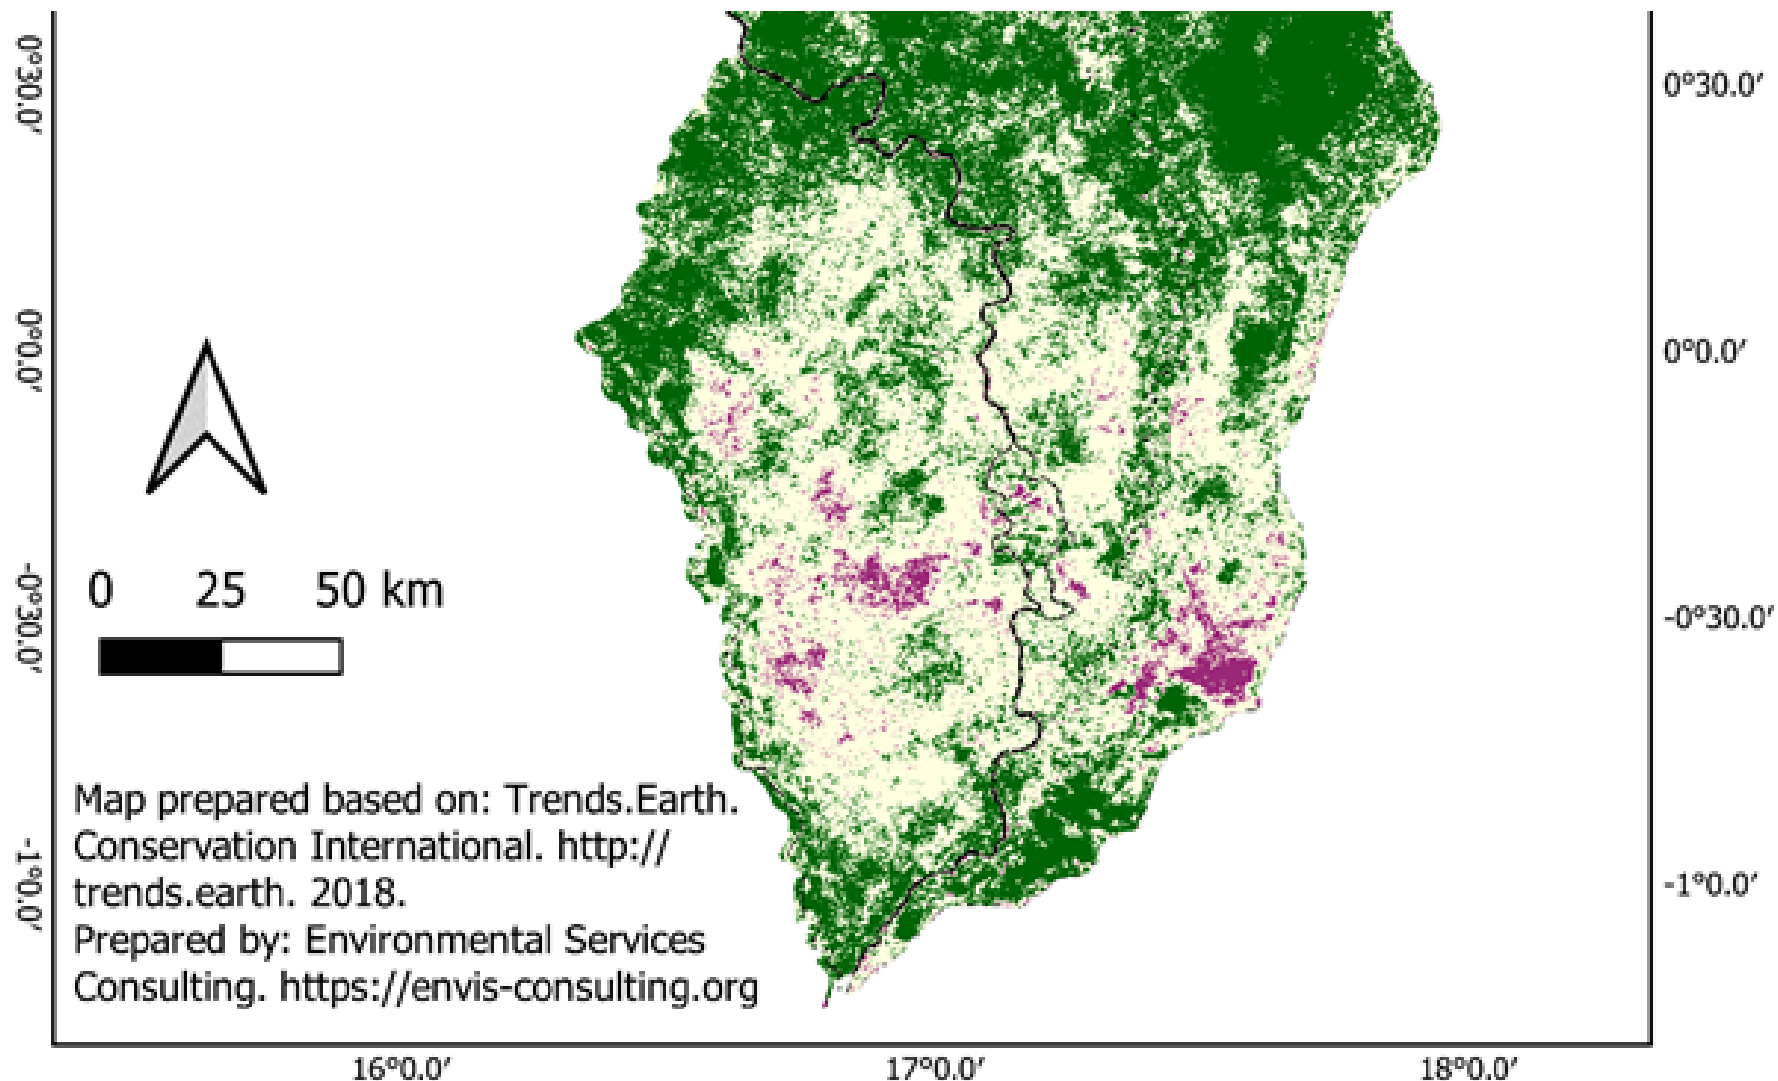 0°30.0′
0°30.0′
0°0.0′
0°0.0′
0 25 50 km
-0°30.0′
-0°30.0′
Map prepared based on: Trends.Earth.
Conservation International. http://
trends.earth. 2018.
Prepared by: Environmental Services
Consulting. https://envis-consulting.org
-1°0.0′
-1°0.0′
16°0.0′ 17°0.0′ 18°0.0′